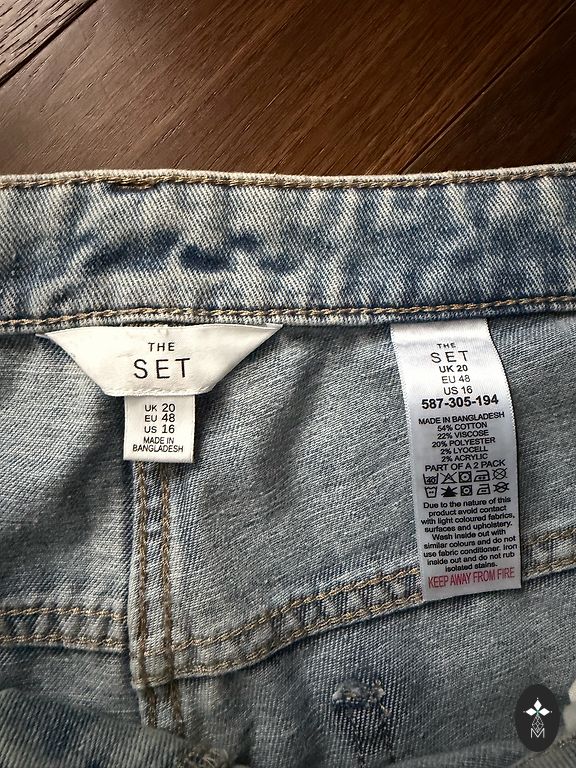 THE
SET
UK 20
EU 48
US 16
MADE IN
BANGLADESH
THE
SET
UK 20
EU 48
US 16
587-305-194
MADE IN BANGLADESH
54% COTTON
22% VISCOSE
20% POLYESTER
2% LYOCELL
2% ACRYLIC
PART OF A 2 PACK
Due to the nature of this
product avoid contact
with light coloured fabrics,
surfaces and upholstery.
Wash inside out with
similar colours and do not
use fabric conditioner. Iron
inside out and do not rub
isolated stains.
KEEP AWAY FROM FIRE
M